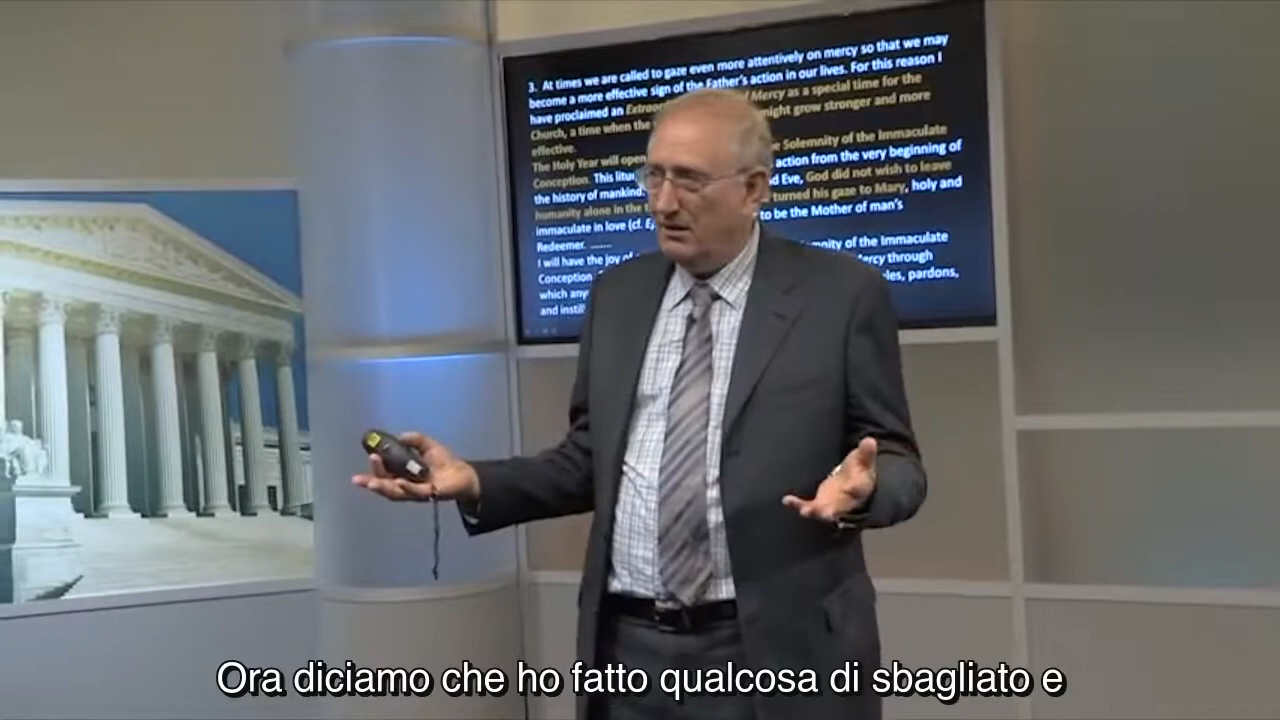 3. At times we are called to gaze even more attentively on mercy so that we may
become a more effective sign of the Father's action in our lives. For this reason I
have proclaimed an Mercy as a special time for the
Church, a time when the might grow stronger and more
effective.
The Holy Year will open Solemnity of the Immaculate
Conception. This action from the very beginning of
the history of mankind. Eve, God did not wish to leave
humanity alone in the turned his gaze to Mary, holy and
immaculate in love (cf. to be the Mother of man's
Redeemer. ......
I will have the joy of of the Immaculate
Conception. through
which any pardons,
and
Ora diciamo che ho fatto qualcosa di sbagliato e